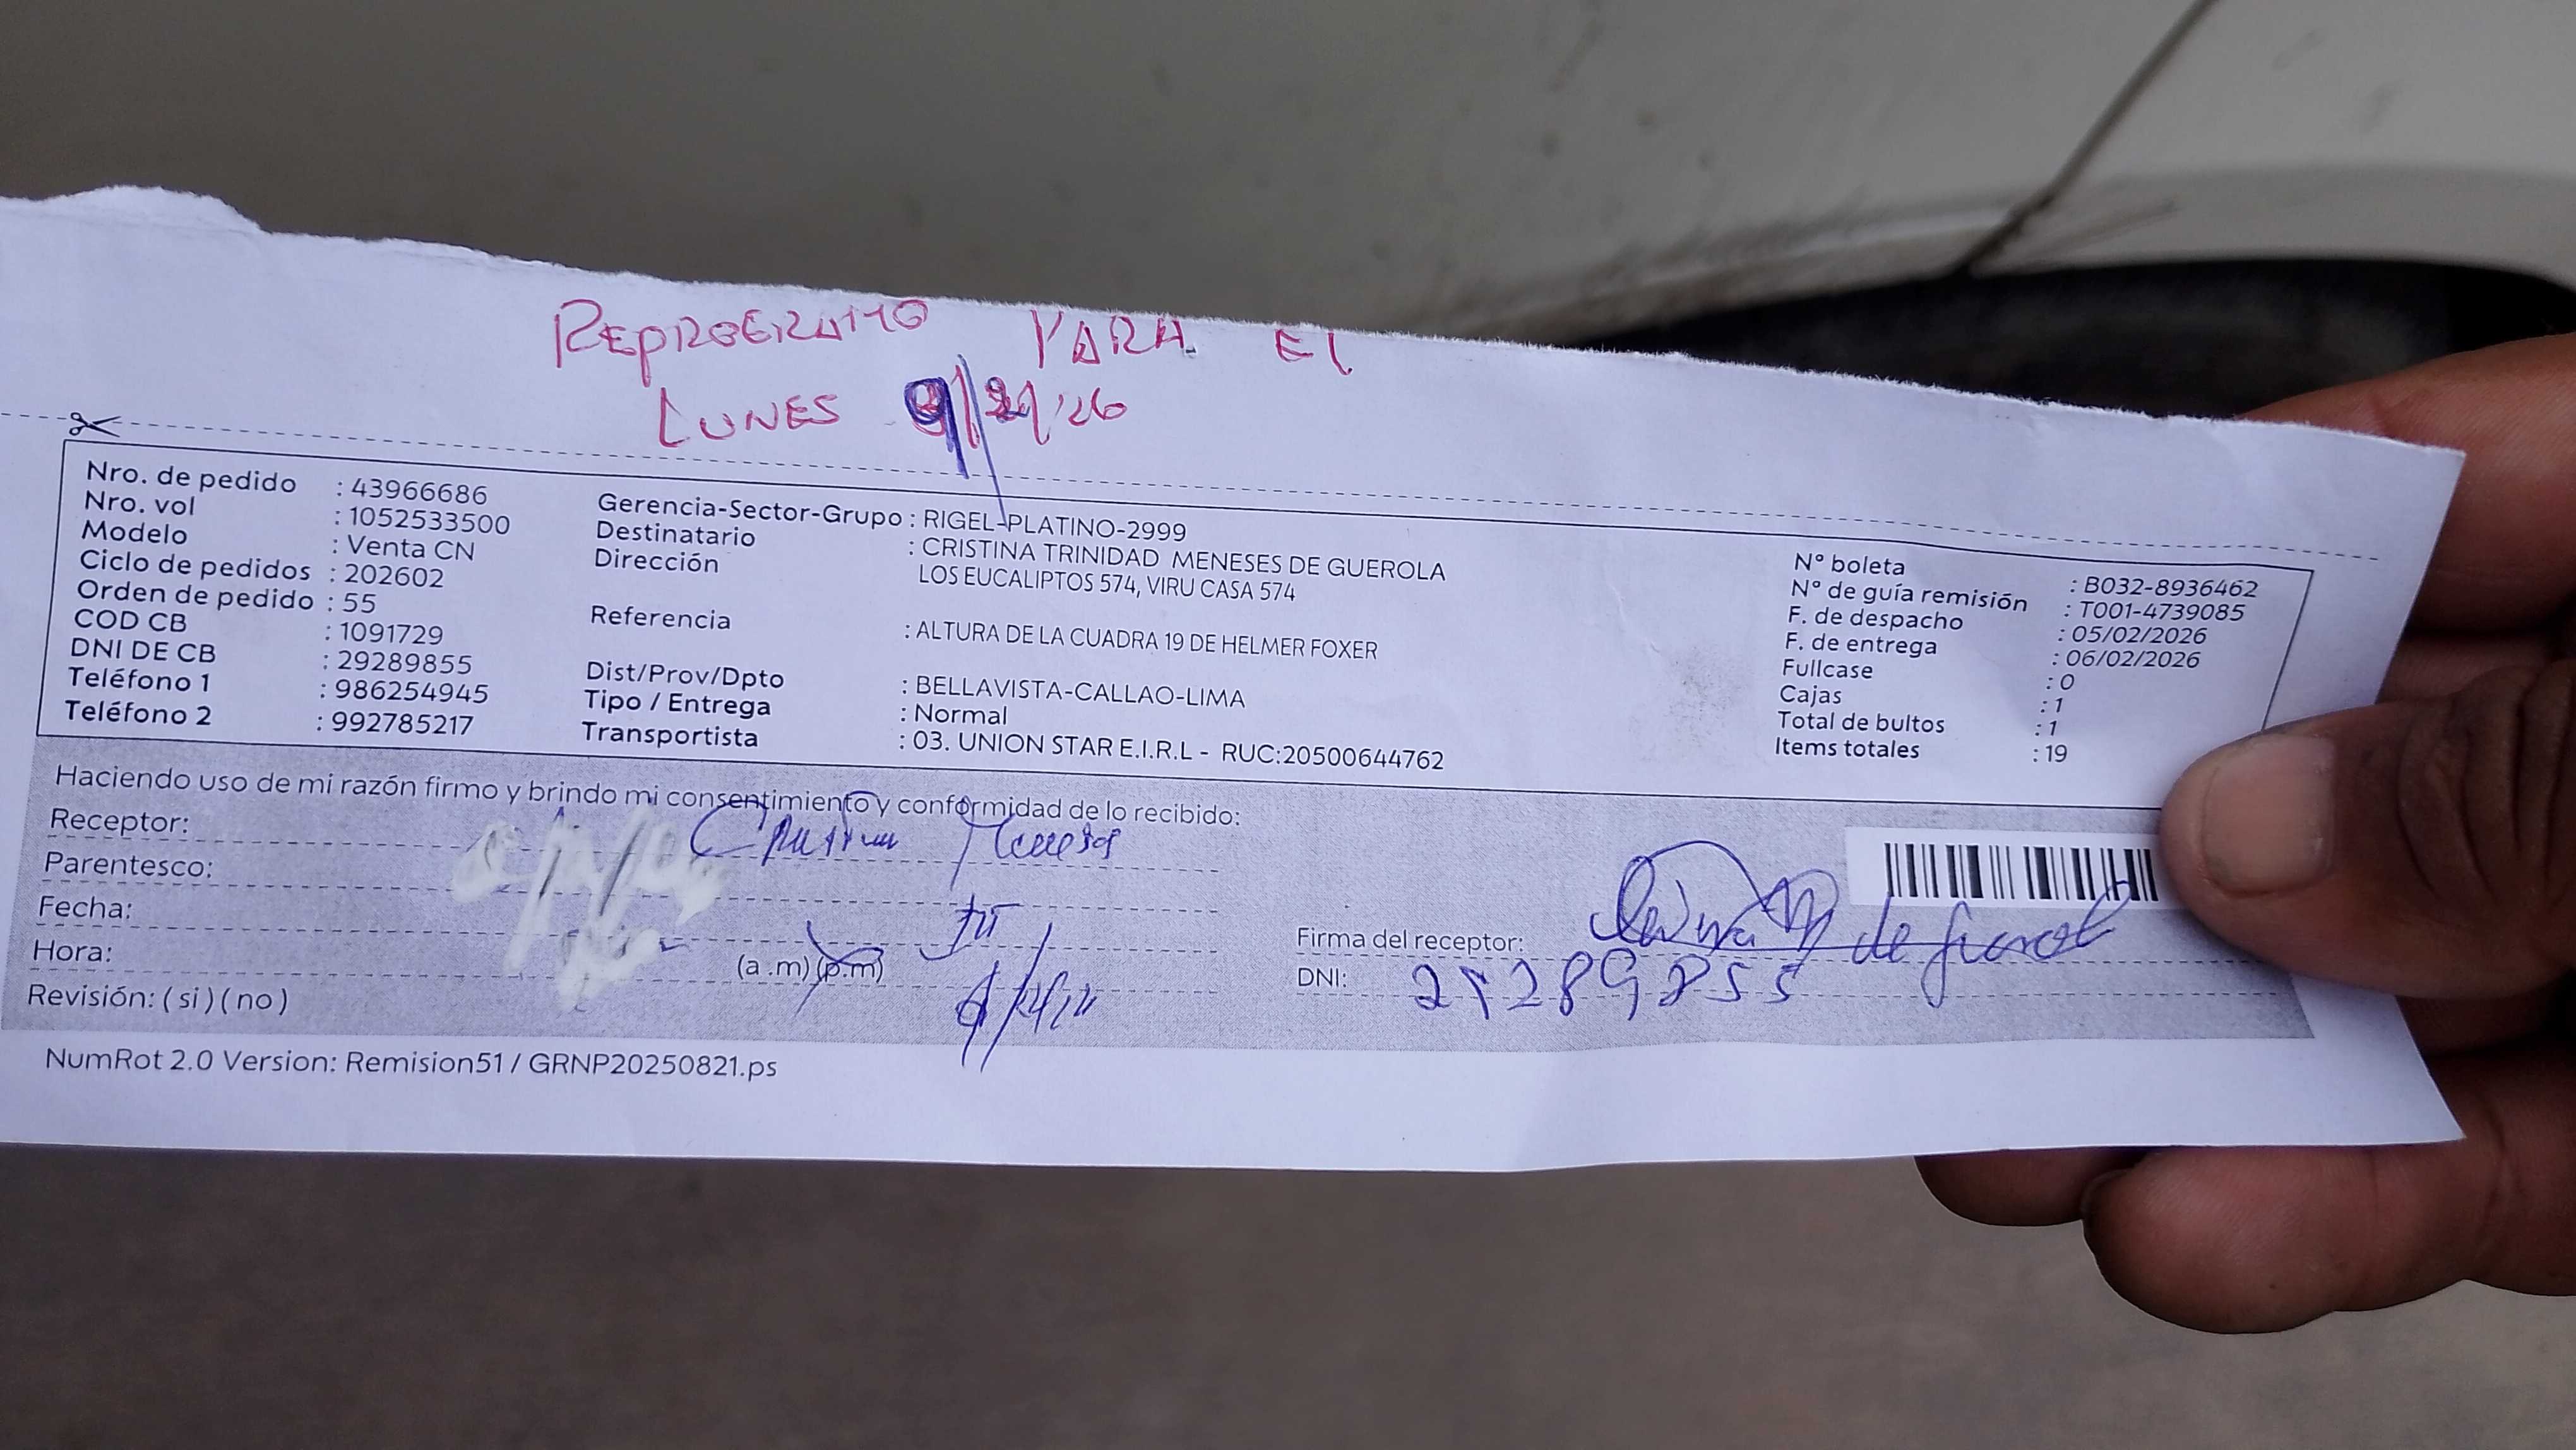 PARA EL
LUNES 9/2/26
Nro. de pedido : 43966686
Nro. vol : 1052533500
Modelo : Venta CN
Ciclo de pedidos : 202602
Orden de pedido : 55
COD CB : 1091729
DNI DE CB : 29289855
Teléfono 1 : 986254945
Teléfono 2 : 992785217
Gerencia-Sector-Grupo : RIGEL-PLATINO-2999
Destinatario : CRISTINA TRINIDAD MENESES DE GUEROLA
Dirección LOS EUCALIPTOS 574, VIRU CASA 574
Referencia : ALTURA DE LA CUADRA 19 DE HELMER FOXER
Dist/Prov/Dpto : BELLAVISTA-CALLAO-LIMA
Tipo / Entrega : Normal
Transportista : 03. UNION STAR E.I.R.L - RUC:20500644762
N° boleta : B032-8936462
N° de guía remisión : T001-4739085
F. de despacho : 05/02/2026
F. de entrega : 06/02/2026
Fullcase : 0
Cajas : 1
Total de bultos : 1
Items totales : 19
Haciendo uso de mi razón firmo y brindo mi consentimiento y conformidad de lo recibido:
Receptor: Cristina Meneses
Parentesco:
Fecha:
Hora: (a.m) (p.m)
Revisión: ( si ) ( no )
Firma del receptor:
DNI: 29289855
NumRot 2.0 Version: Remision51 / GRNP20250821.ps